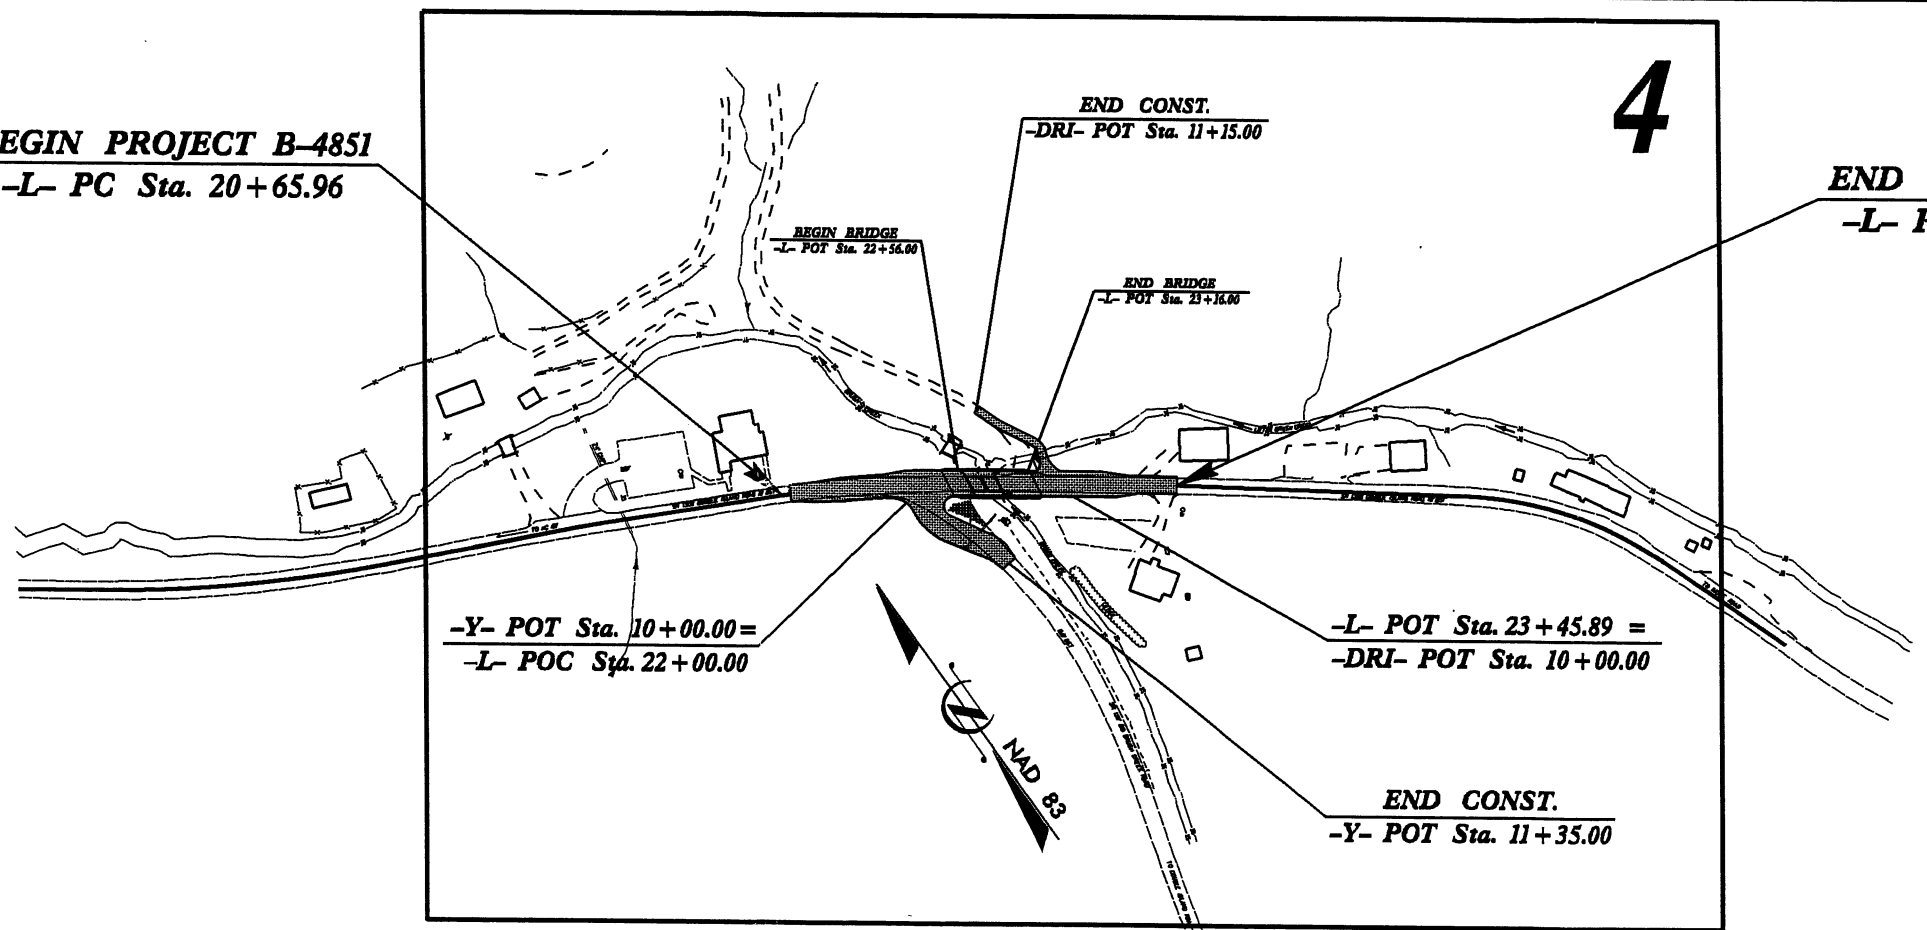 4
END CONST.
-DRI- POT Sta. 11+15.00
EGIN PROJECT B-4851
-L- PC Sta. 20+65.96
END
-L-
BEGIN BRIDGE
-L- POT Sta. 22+56.00
END BRIDGE
-L- POT Sta. 23+16.00
-Y- POT Sta. 10+00.00=
-L- POC Sta. 22+00.00
-L- POT Sta. 23+45.89 =
-DRI- POT Sta. 10+00.00
NAD 83
END CONST.
-Y- POT Sta. 11+35.00